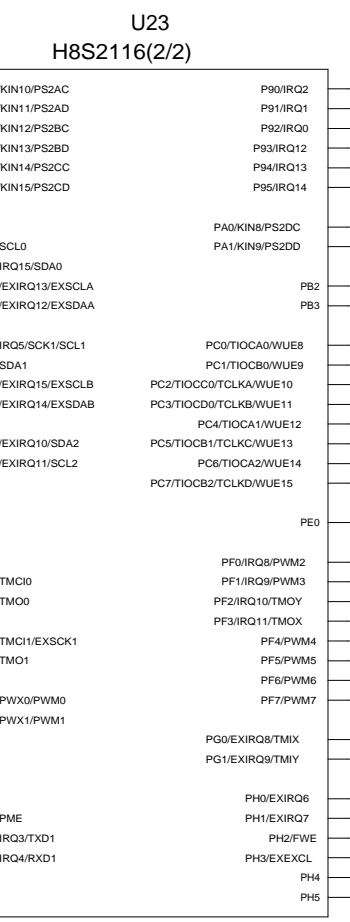 U23
H8S2116(2/2)
KIN10/PS2AC P90/IRQ2
KIN11/PS2AD P91/IRQ1
KIN12/PS2BC P92/IRQ0
KIN13/PS2BD P93/IRQ12
KIN14/PS2CC P94/IRQ13
KIN15/PS2CD P95/IRQ14
PA0/KIN8/PS2DC
SCL0 PA1/KIN9/PS2DD
IRQ15/SDA0
/EXIRQ13/EXSCLA PB2
/EXIRQ12/EXSDAA PB3
IRQ5/SCK1/SCL1 PC0/TIOCA0/WUE8
SDA1 PC1/TIOCB0/WUE9
/EXIRQ15/EXSCLB PC2/TIOCC0/TCLKA/WUE10
/EXIRQ14/EXSDAB PC3/TIOCD0/TCLKB/WUE11
PC4/TIOCA1/WUE12
/EXIRQ10/SDA2 PC5/TIOCB1/TCLKC/WUE13
/EXIRQ11/SCL2 PC6/TIOCA2/WUE14
PC7/TIOCB2/TCLKD/WUE15
PE0
PF0/IRQ8/PWM2
TMCI0 PF1/IRQ9/PWM3
TMO0 PF2/IRQ10/TMOY
PF3/IRQ11/TMOX
TMCI1/EXSCK1 PF4/PWM4
TMO1 PF5/PWM5
PF6/PWM6
PWX0/PWM0 PF7/PWM7
PWX1/PWM1
PG0/EXIRQ8/TMIX
PG1/EXIRQ9/TMIY
PH0/EXIRQ6
PME PH1/EXIRQ7
IRQ3/TXD1 PH2/FWE
IRQ4/RXD1 PH3/EXEXCL
PH4
PH5